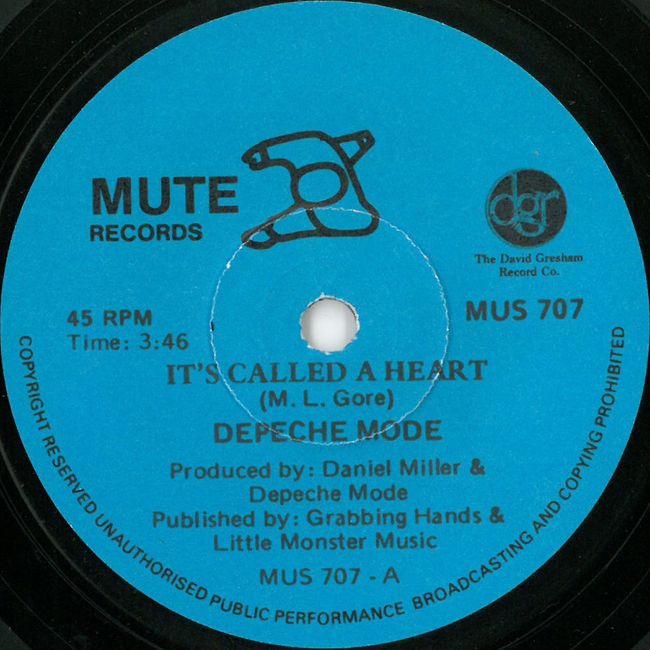 MUTE
RECORDS
dgr
The David Gresham
Record Co.
45 RPM
Time: 3:46
MUS 707
IT'S CALLED A HEART
(M. L. Gore)
DEPECHE MODE
Produced by: Daniel Miller &
Depeche Mode
Published by: Grabbing Hands &
Little Monster Music
MUS 707 - A
COPYRIGHT RESERVED UNAUTHORISED PUBLIC PERFORMANCE BROADCASTING AND COPYING PROHIBITED